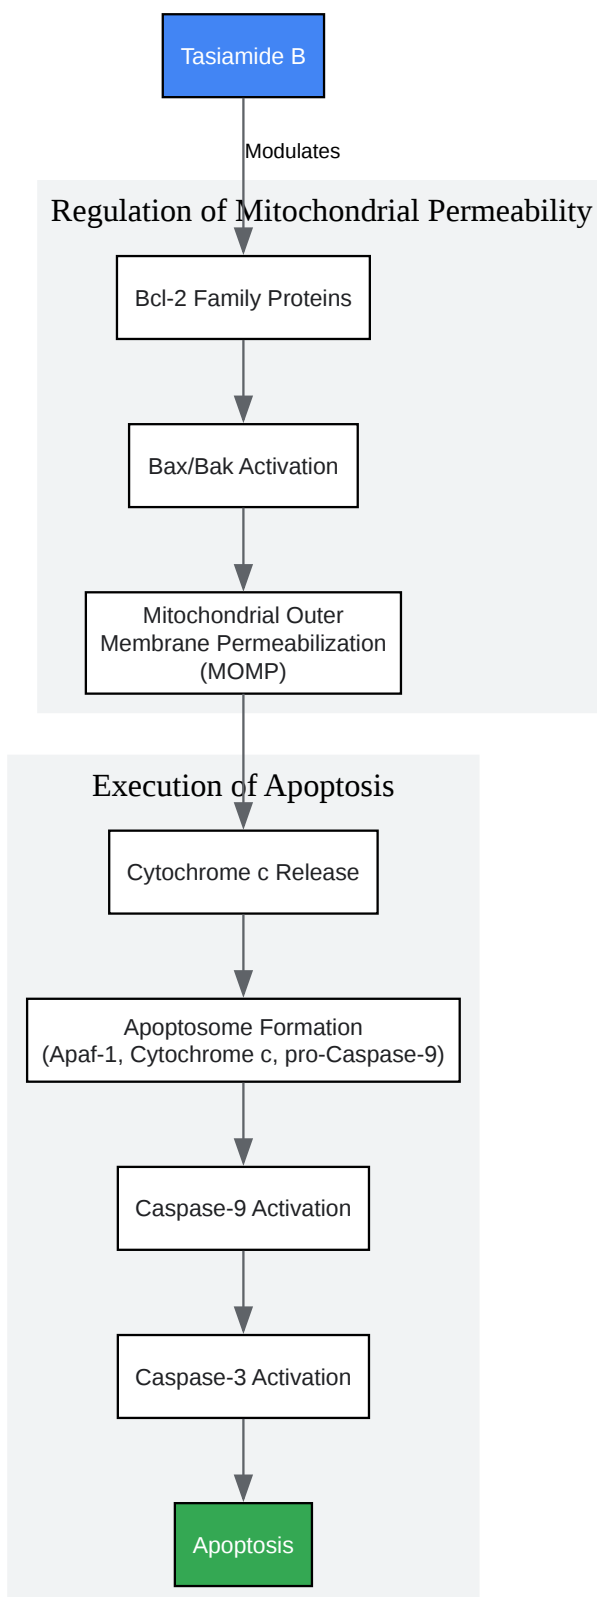 Tasiamide B
Modulates
Regulation of Mitochondrial Permeability
Bcl-2 Family Proteins
Bax/Bak Activation
Mitochondrial Outer
Membrane Permeabilization
(MOMP)
Execution of Apoptosis
Cytochrome c Release
Apoptosome Formation
(Apaf-1, Cytochrome c, pro-Caspase-9)
Caspase-9 Activation
Caspase-3 Activation
Apoptosis